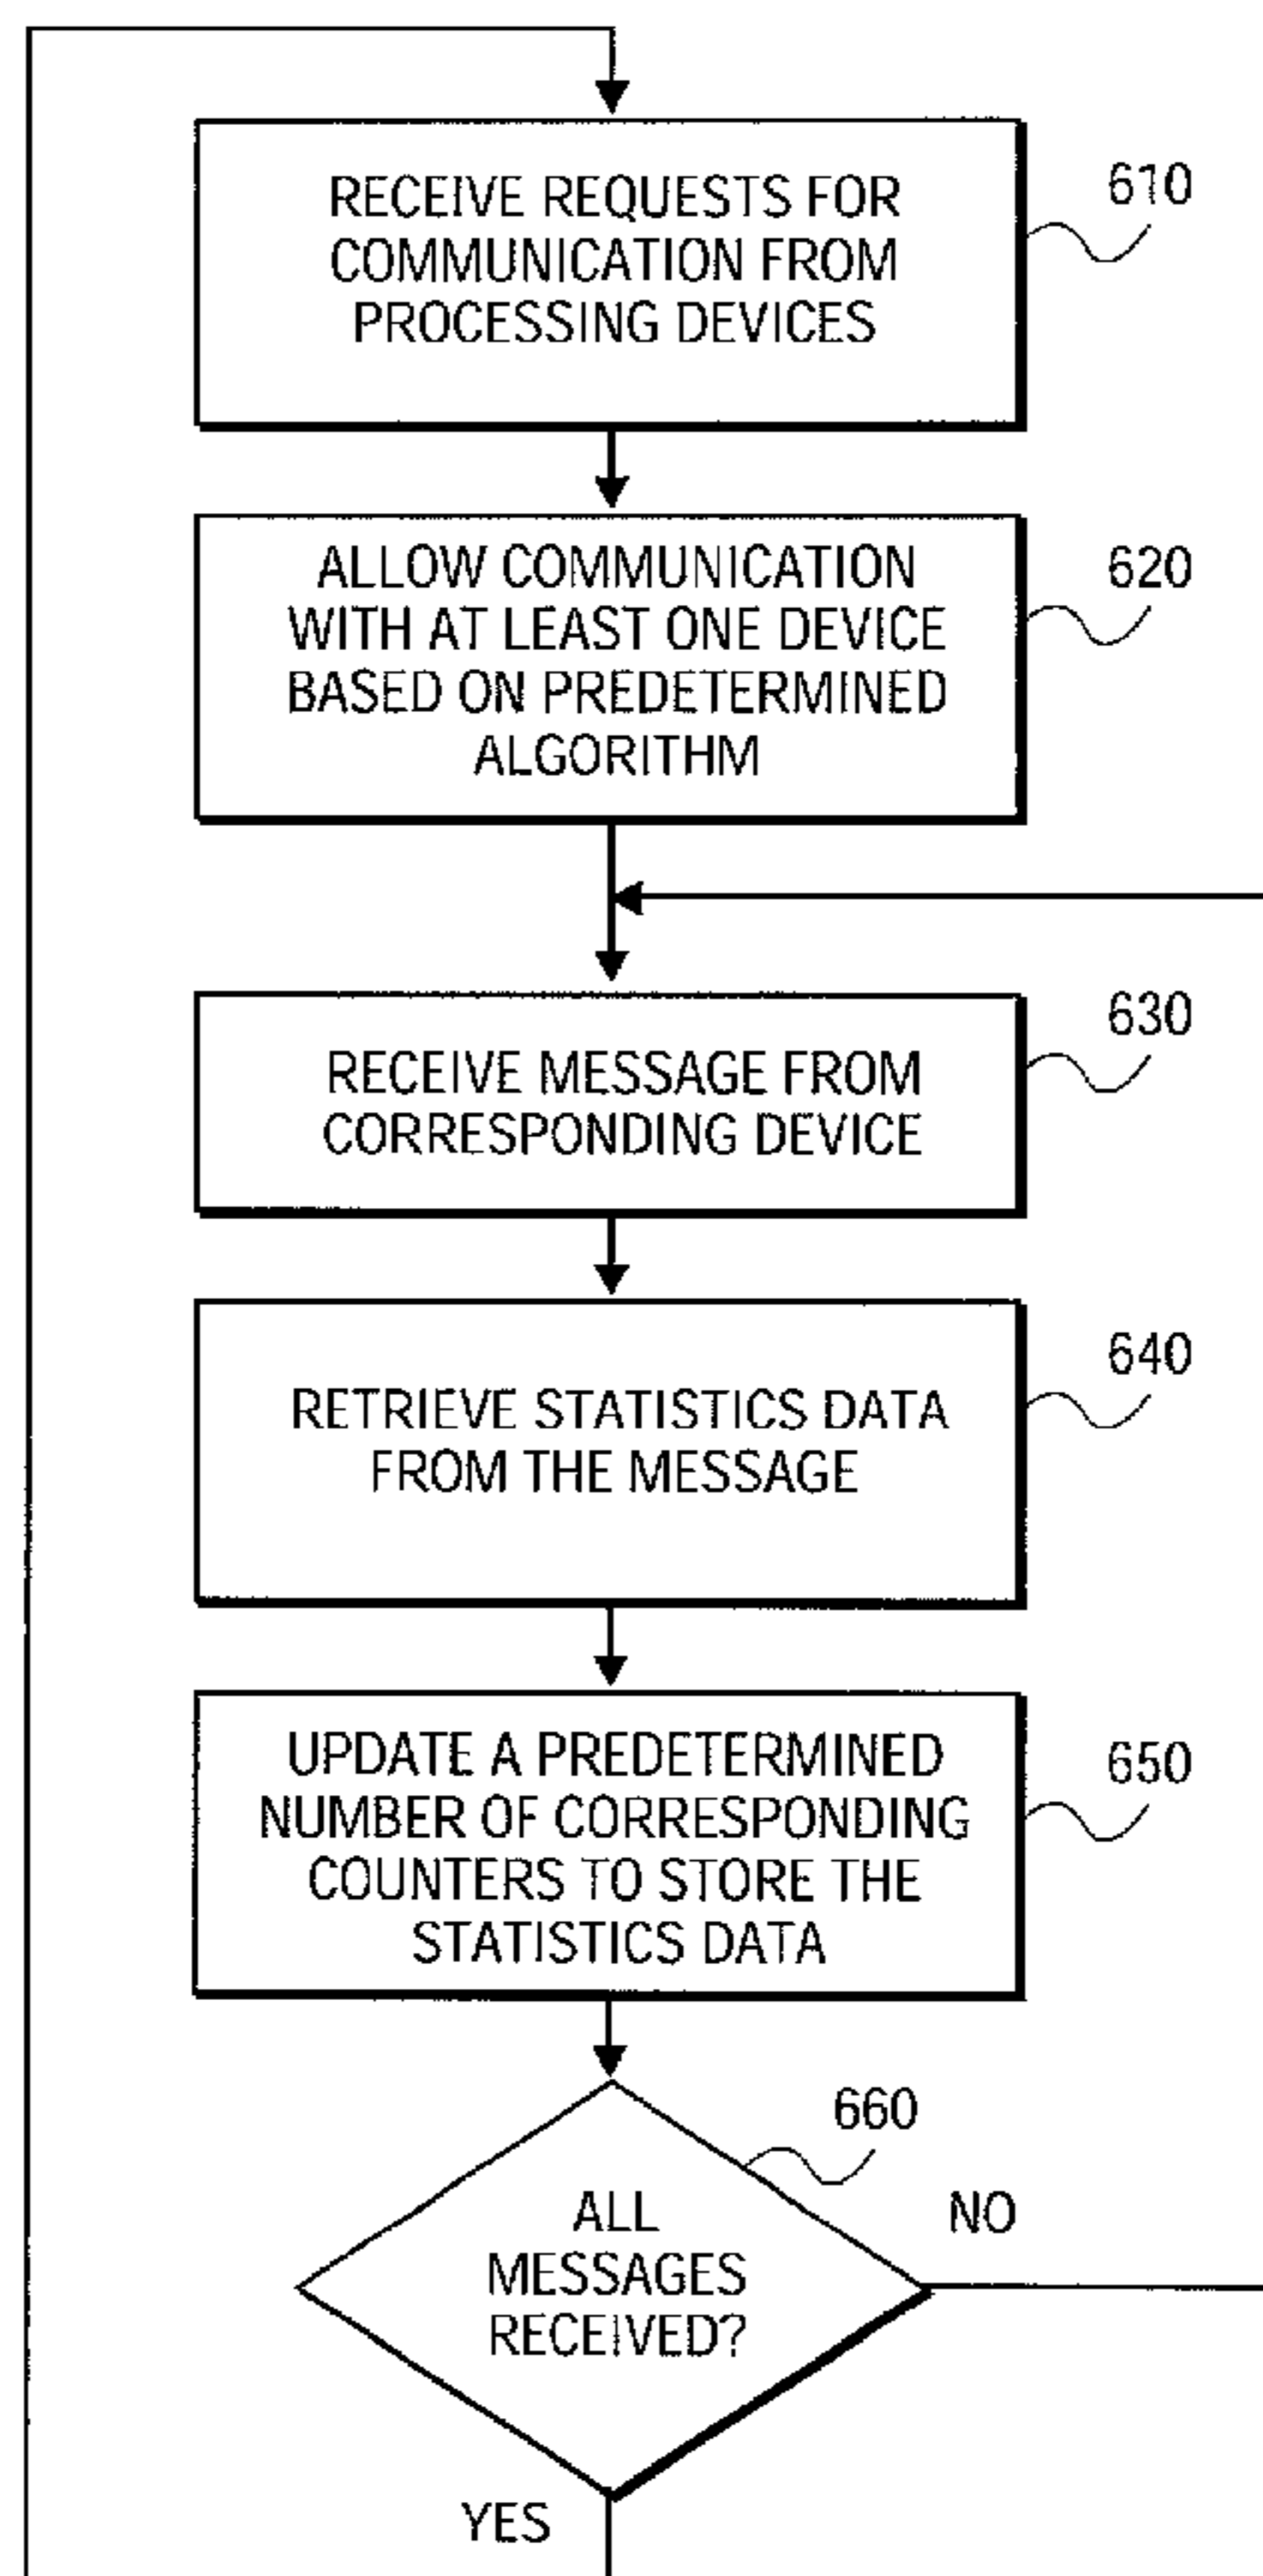 RECEIVE REQUESTS FOR
COMMUNICATION FROM
PROCESSING DEVICES
610
ALLOW COMMUNICATION
WITH AT LEAST ONE DEVICE
BASED ON PREDETERMINED
ALGORITHM
620
RECEIVE MESSAGE FROM
CORRESPONDING DEVICE
630
RETRIEVE STATISTICS DATA
FROM THE MESSAGE
640
UPDATE A PREDETERMINED
NUMBER OF CORRESPONDING
COUNTERS TO STORE THE
STATISTICS DATA
650
660
ALL
MESSAGES
RECEIVED?
NO
YES